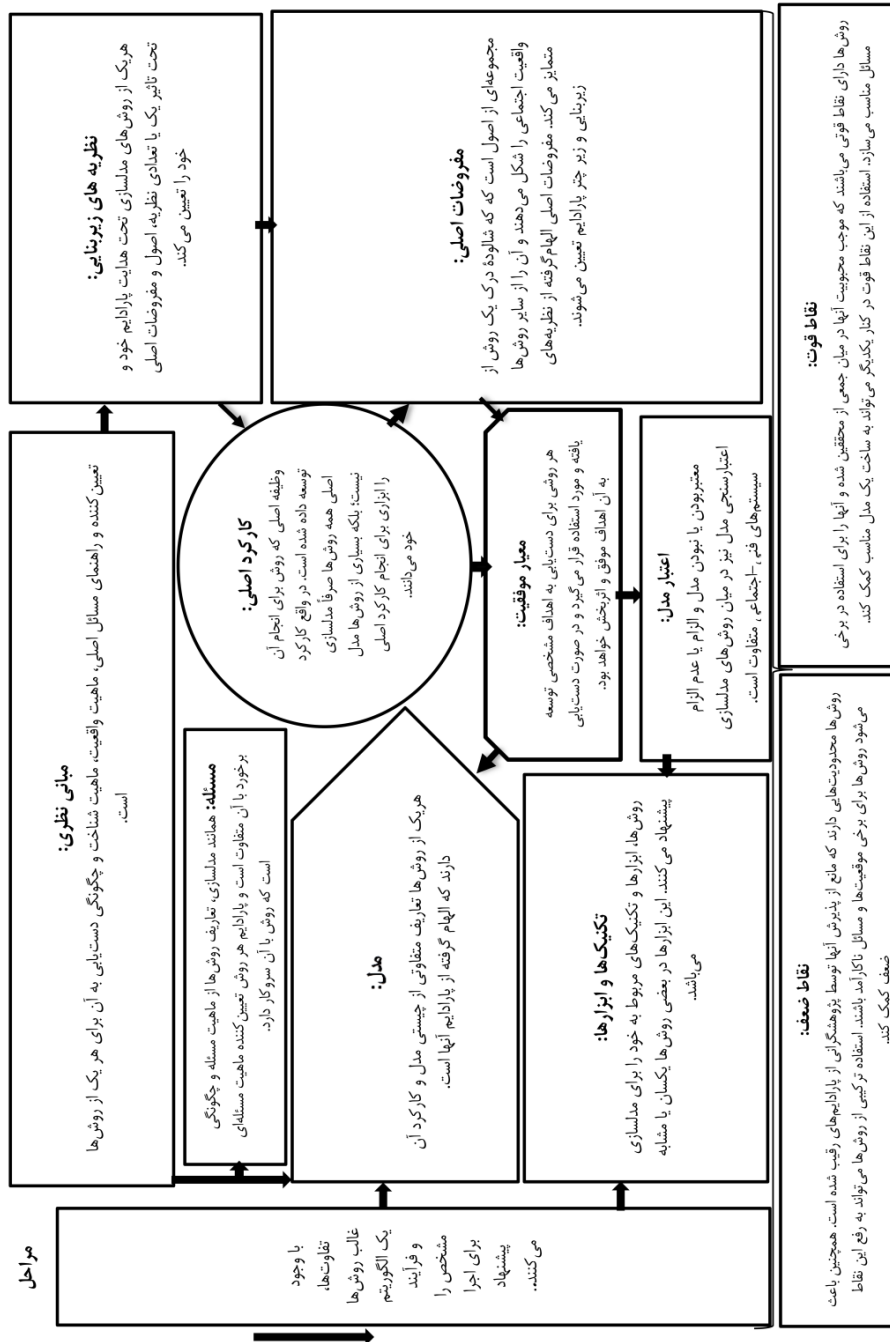 مراحل
با وجود
تفاوت‌ها،
غالب روش‌ها
یک الگوریتم
و فرآیند
مشخص را
برای اجرا
پیشنهاد
می‌کنند.
مبانی نظری:
تعیین کننده و راهنمای مسائل اصلی، ماهیت واقعیت، ماهیت شناخت و چگونگی دست‌یابی به آن برای هر یک از روش‌ها
است.
نظریه های زیربنایی:
هریک از روش‌های مدلسازی تحت هدایت پارادایم خود و
تحت تاثیر یک یا تعدادی نظریه، اصول و مفروضات اصلی
خود را تعیین می‌کند.
مسئله: همانند مدلسازی، تعاریف روش‌ها از ماهیت مسئله و چگونگی
برخورد با آن متفاوت است و پارادایم هر روش تعیین‌کننده ماهیت مسئله‌ای
است که روش با آن سروکار دارد.
کارکرد اصلی:
وظیفه اصلی که روش برای انجام آن
توسعه داده شده است. در واقع کارکرد
اصلی همه روش‌ها صرفاً مدلسازی
نیست؛ بلکه بسیاری از روش‌ها مدل
را ابزاری برای انجام کارکرد اصلی
خود می‌دانند.
مفروضات اصلی:
مجموعه‌ای از اصول است که که شالودهٔ درک یک روش از
واقعیت اجتماعی را شکل می‌دهند و آن را از سایر روش‌ها
متمایز می‌کند. مفروضات اصلی الهام‌گرفته از نظریه‌های
زیربنایی و زیر چتر پارادایم تعیین می‌شوند.
مدل:
هریک از روش‌ها تعاریف متفاوتی از چیستی مدل و کارکرد آن
دارند که الهام گرفته از پارادایم آنها است.
معیار موفقیت:
هر روشی برای دست‌یابی به اهداف مشخصی توسعه
یافته و مورد استفاده قرار می‌گیرد و در صورت دست‌یابی
به آن اهداف موفق و اثربخش خواهد بود.
تکنیک‌ها و ابزارها:
روش‌ها، ابزارها و تکنیک‌های مربوط به خود را برای مدلسازی
پیشنهاد می‌کنند. این ابزارها در بعضی روش‌ها یکسان یا مشابه
می‌باشد.
اعتبار مدل:
معتبربودن یا نبودن مدل و الزام یا عدم الزام
اعتبارسنجی مدل نیز در میان روش‌های مدلسازی
سیستم‌های فنی-اجتماعی متفاوت است.
نقاط ضعف:
روش‌ها محدودیت‌هایی دارند که مانع از پذیرش آنها توسط پژوهشگرانی از پارادایم‌های رقیب شده است. همچنین باعث
می‌شود روش‌ها برای برخی موقعیت‌ها و مسائل ناکارآمد باشند. استفاده ترکیبی از روش‌ها می‌تواند به رفع این نقاط
ضعف کمک کند.
نقاط قوت:
روش‌ها دارای نقاط قوتی می‌باشند که موجب محبوبیت آنها در میان جمعی از محققین شده و آنها را برای استفاده در برخی
مسائل مناسب می‌سازد. استفاده از این نقاط قوت در کنار یکدیگر می‌تواند به ساخت یک مدل مناسب کمک کند.